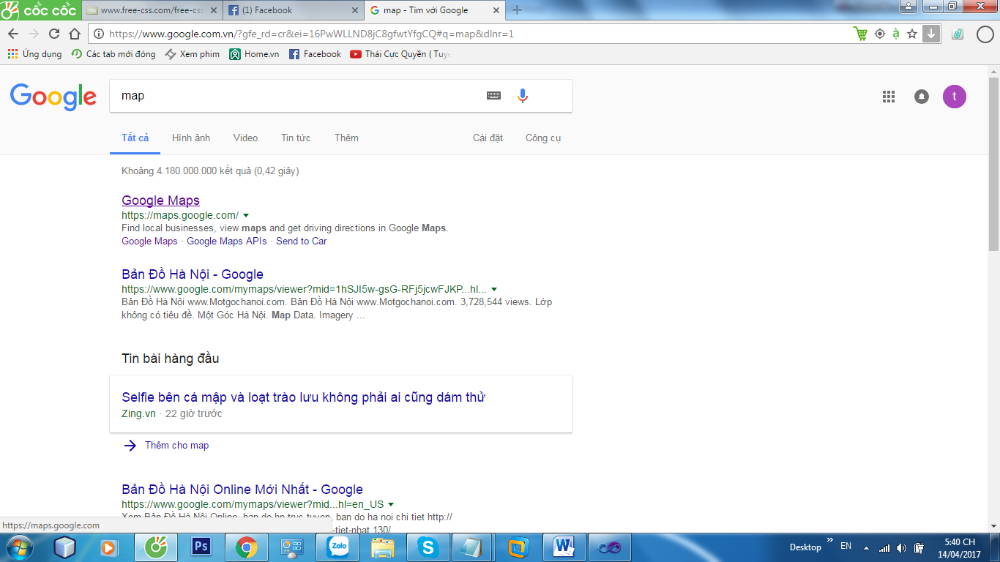 cốc cốc
www.free-css.com/free-css
(1) Facebook
map - Tìm với Google
https://www.google.com.vn/?gfe_rd=cr&ei=16PwWLLND8jC8gfwtYfgCQ#q=map&dlnr=1
Ứng dụng
Các tab mới đóng
Xem phim
Home.vn
Facebook
Thái Cực Quyền ( Tuyế
Google
map
t
Tất cả
Hình ảnh
Video
Tin tức
Thêm
Cài đặt
Công cụ
Khoảng 4.180.000.000 kết quả (0,42 giây)
Google Maps
https://maps.google.com/
Find local businesses, view maps and get driving directions in Google Maps.
Google Maps · Google Maps APIs · Send to Car
Bản Đồ Hà Nội - Google
https://www.google.com/mymaps/viewer?mid=1hSJI5w-gsG-RFj5jcwFJKP...hl...
Bản Đồ Hà Nội www.Motgochanoi.com. Bản Đồ Hà Nội www.Motgochanoi.com. 3,728,544 views. Lớp
không có tiêu đề. Một Góc Hà Nội. Map Data. Imagery ...
Tin bài hàng đầu
Selfie bên cá mập và loạt trào lưu không phải ai cũng dám thử
Zing.vn · 22 giờ trước
Thêm cho map
Bản Đồ Hà Nội Online Mới Nhất - Google
https://www.google.com/mymaps/viewer?mid...hl=en_US
Xem Bản Đồ Hà Nội Online, ban do hn truc tuyen, ban do ha noi chi tiet http://
-tiet-nhat.130/
https://maps.google.com
Ps
Zalo
S
W
Desktop
EN
5:40 CH
14/04/2017